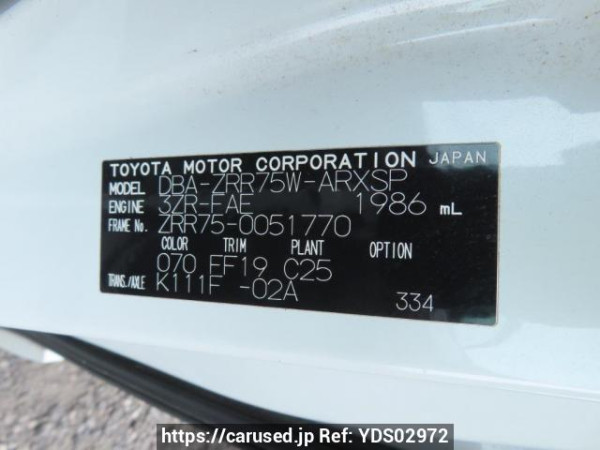 TOYOTA MOTOR CORPORATION JAPAN
MODEL DBA-ZRR75W-ARXSP
ENGINE 3ZR-FAE 1986 mL
FRAME No. ZRR75-0051770
COLOR TRIM PLANT OPTION
070 FF19 C25
TRANS./AXLE K111F -02A
334
https://carused.jp Ref: YDS02972